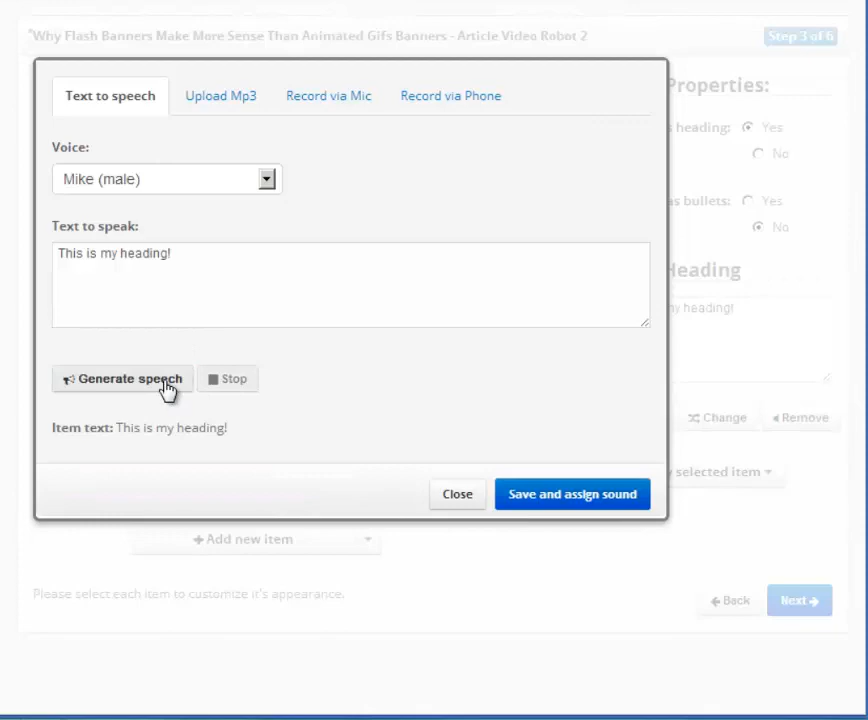 "Why Flash Banners Make More Sense Than Animated Gifs Banners - Article Video Robot 2
Step 3 of 6
Text to speech
Upload Mp3
Record via Mic
Record via Phone
Properties:
heading:
Yes
No
Voice:
Mike (male)
as bullets:
Yes
No
Text to speak:
This is my heading!
Heading
my heading!
Generate speech
Stop
Item text: This is my heading!
Change
Remove
selected item
Close
Save and assign sound
Add new item
Please select each item to customize it's appearance.
Back
Next